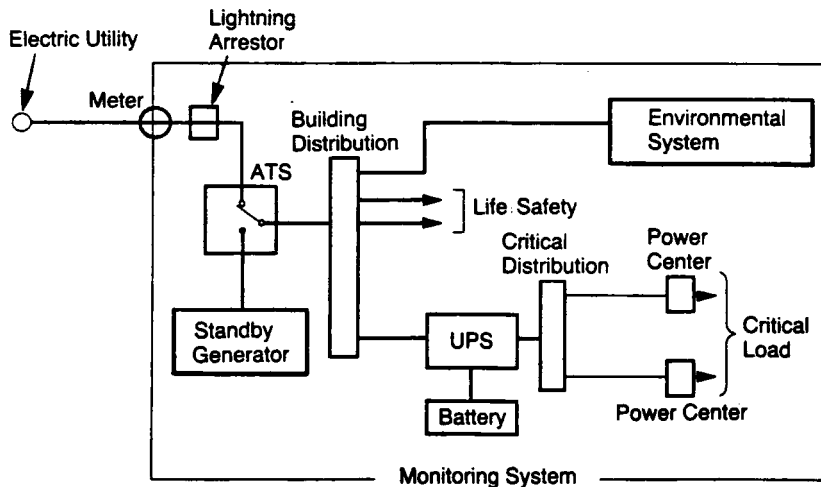 Lightning
Arrestor
Electric Utility
Meter
Building
Distribution
Environmental
System
ATS
Life Safety
Critical
Distribution
Power
Center
Standby
Generator
UPS
Critical
Load
Battery
Power Center
Monitoring System